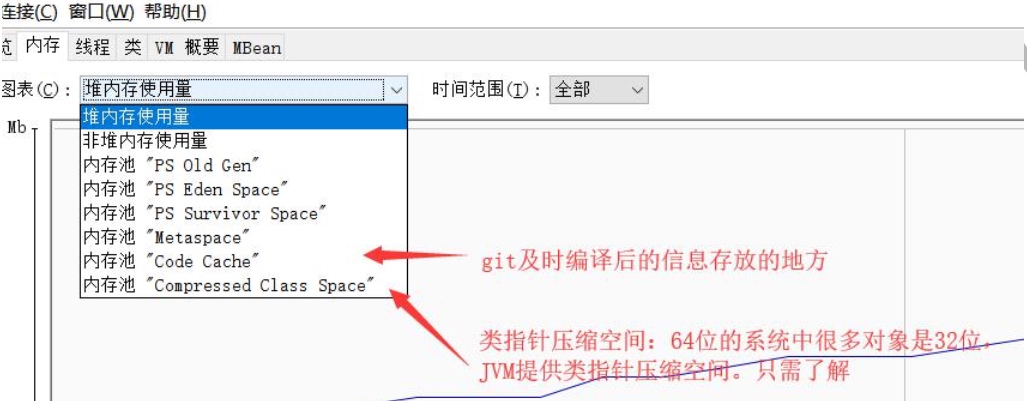 连接(C) 窗口(W) 帮助(H)
览 内存 线程 类 VM 概要 MBean
图表(C): 堆内存使用量 时间范围(T): 全部
堆内存使用量
Mb
非堆内存使用量
内存池 "PS Old Gen"
内存池 "PS Eden Space"
内存池 "PS Survivor Space"
内存池 "Metaspace"
内存池 "Code Cache"
git及时编译后的信息存放的地方
内存池 "Compressed Class Space"
类指针压缩空间：64位的系统中很多对象是32位，
JVM提供类指针压缩空间。只需了解